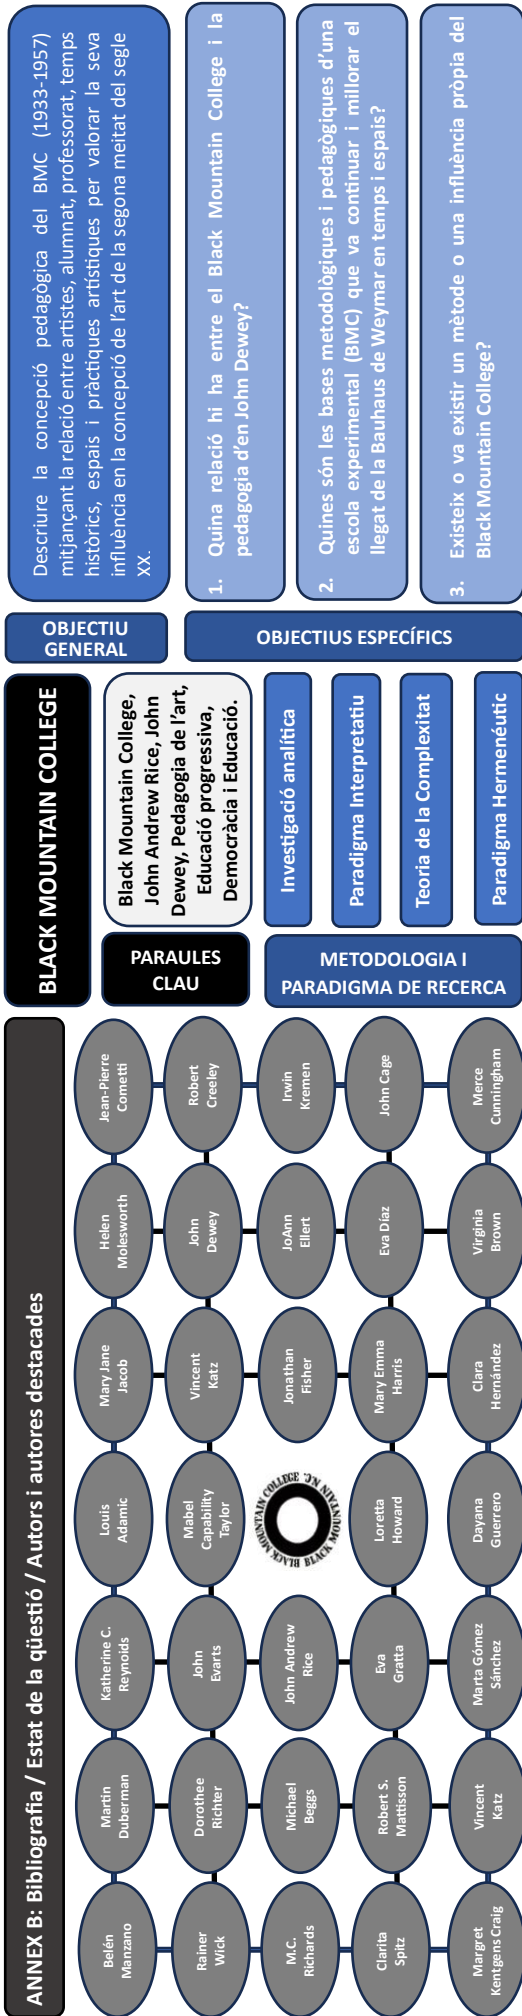 ANNEX B: Bibliografia / Estat de la qüestió / Autors i autores destacades
Belén
Manzano
Martin
Duberman
Katherine C.
Reynoids
Louis
Adamic
Mary Jane
Jacob
Helen
Molesworth
Jean-Pierre
Cometti
Rainer
Wick
Dorothee
Richter
John
Evarts
Mabel
Capability
Taylor
Vincent
Katz
John
Dewey
Robert
Creeley
M.C.
Richards
Michael
Beggs
John Andrew
Rice
BLACK MOUNTAIN COLLEGE
BLACK MOUNTAIN N.C.
Jonathan
Fisher
JoAnn
Ellert
Irwin
Kremen
Clarita
Spitz
Robert S.
Mattisson
Eva
Gratta
Loretta
Howard
Mary Emma
Harris
Eva Díaz
John Cage
Margret
Kentgens Craig
Vincent
Katz
Marta Gómez
Sánchez
Dayana
Guerrero
Clara
Hernández
Virginia
Brown
Merce
Cunningham
BLACK MOUNTAIN COLLEGE
PARAULES
CLAU
Black Mountain College,
John Andrew Rice, John
Dewey, Pedagogia de l'art,
Educació progressiva,
Democràcia i Educació.
METODOLOGIA I
PARADIGMA DE RECERCA
Investigació analítica
Paradigma Interpretatiu
Teoria de la Complexitat
Paradigma Hermenéutic
OBJECTIU
GENERAL
Descriure la concepció pedagògica del BMC (1933-1957)
mitjançant la relació entre artistes, alumnat, professorat, temps
històrics, espais i pràctiques artístiques per valorar la seva
influència en la concepció de l'art de la segona meitat del segle
XX.
OBJECTIUS ESPECÍFICS
1. Quina relació hi ha entre el Black Mountain College i la
pedagogia d'en John Dewey?
2. Quines són les bases metodològiques i pedagògiques d'una
escola experimental (BMC) que va continuar i millorar el
llegat de la Bauhaus de Weymar en temps i espais?
3. Existeix o va existir un mètode o una influència pròpia del
Black Mountain College?